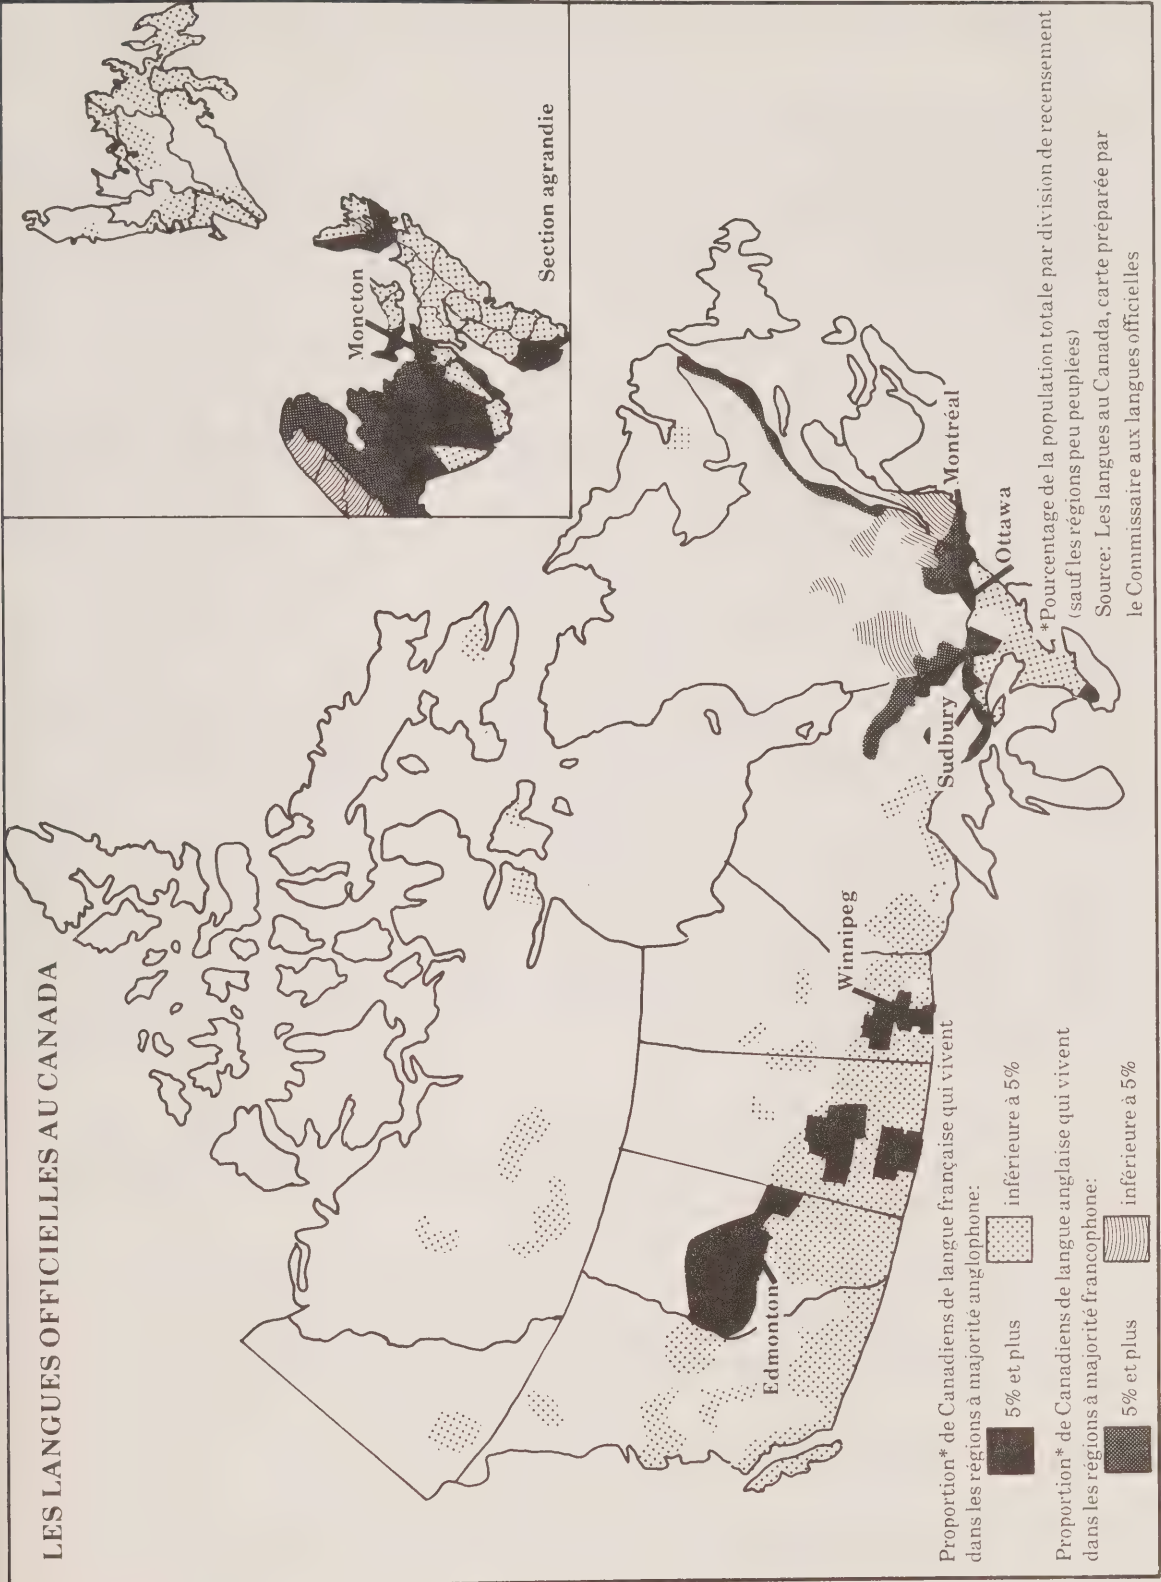 LES LANGUES OFFICIELLES AU CANADA
Moncton
Section agrandie
Edmonton
Winnipeg
Sudbury
Ottawa
Montréal
Proportion* de Canadiens de langue française qui vivent
dans les régions à majorité anglophone:
5% et plus
inférieure à 5%
Proportion* de Canadiens de langue anglaise qui vivent
dans les régions à majorité francophone:
5% et plus
inférieure à 5%
*Pourcentage de la population totale par division de recensement
(sauf les régions peu peuplées)
Source: Les langues au Canada, carte préparée par
le Commissaire aux langues officielles